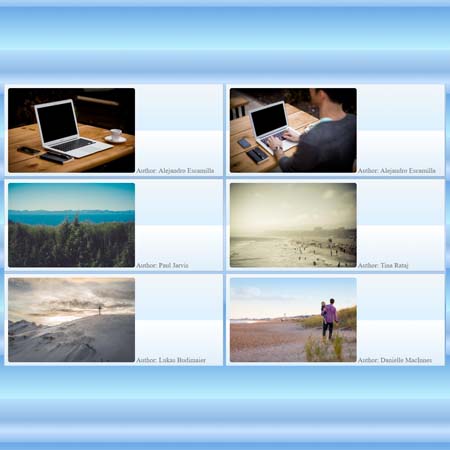 Author: Alejandro Escamilla
Author: Alejandro Escamilla
Author: Paul Jarvis
Author: Tina Rataj
Author: Lukas Budimaier
Author: Danielle MacInnes